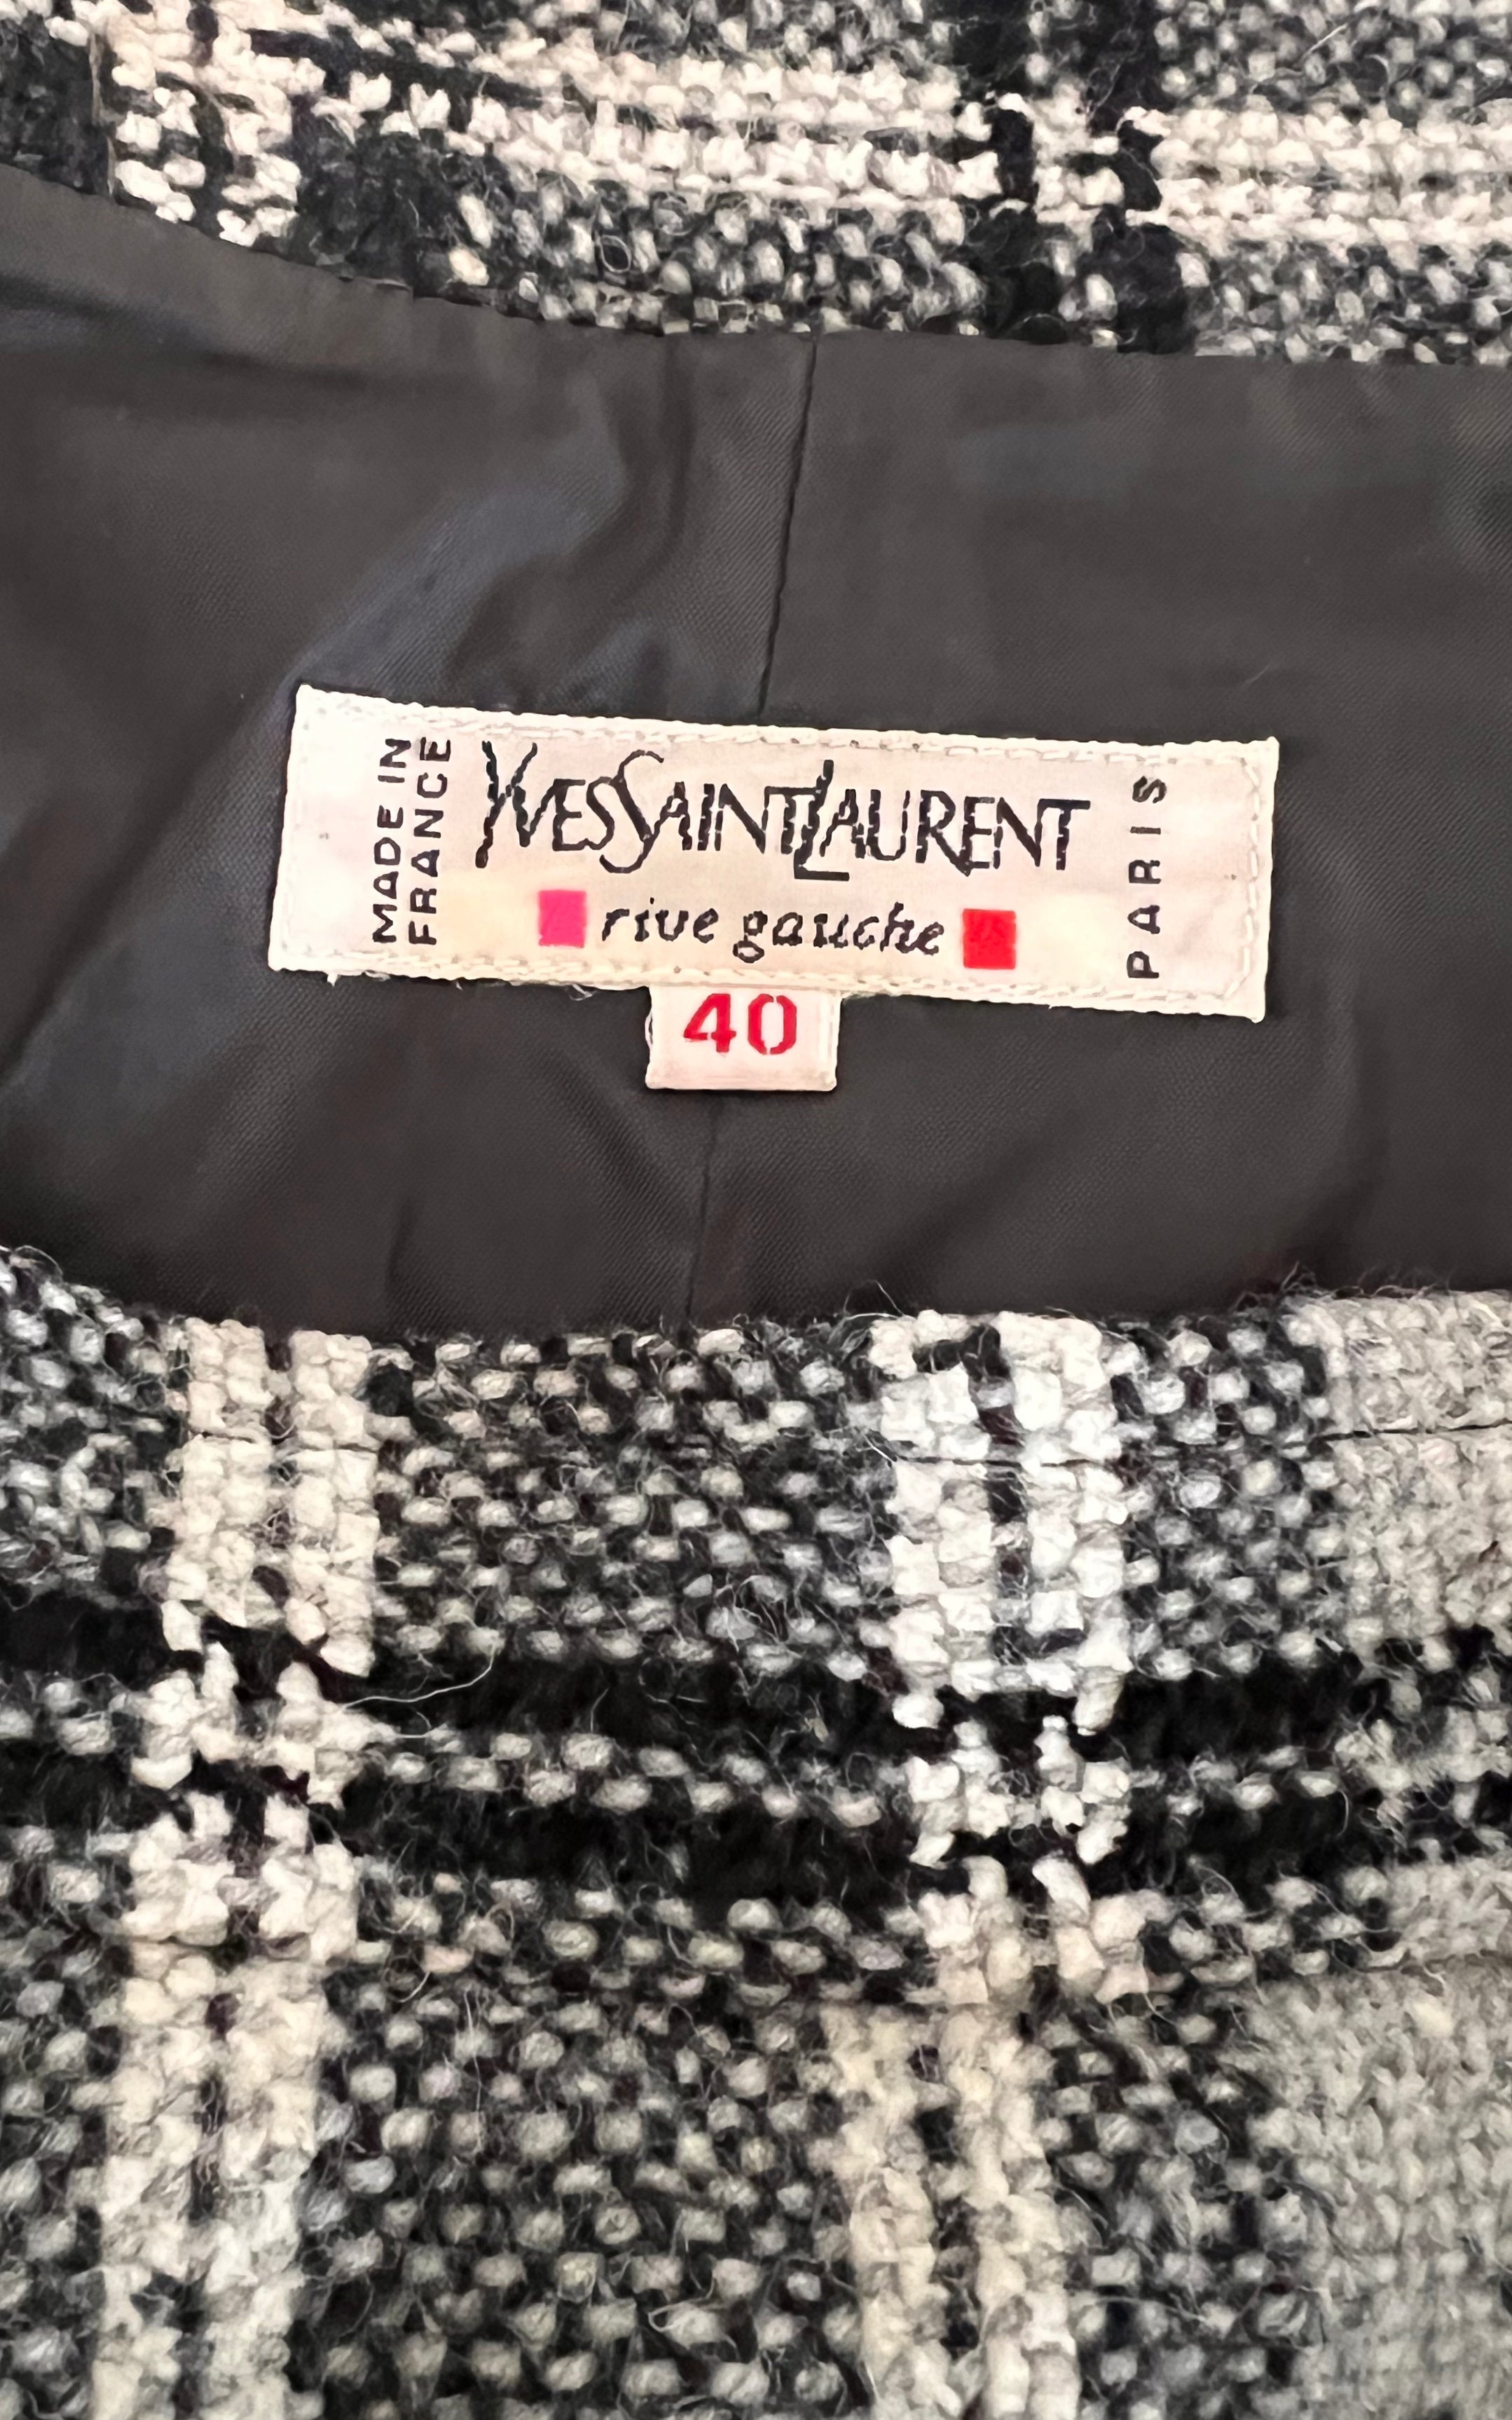 MADE IN
FRANCE
YVESSAINTLAURENT
rive gauche
PARIS
40